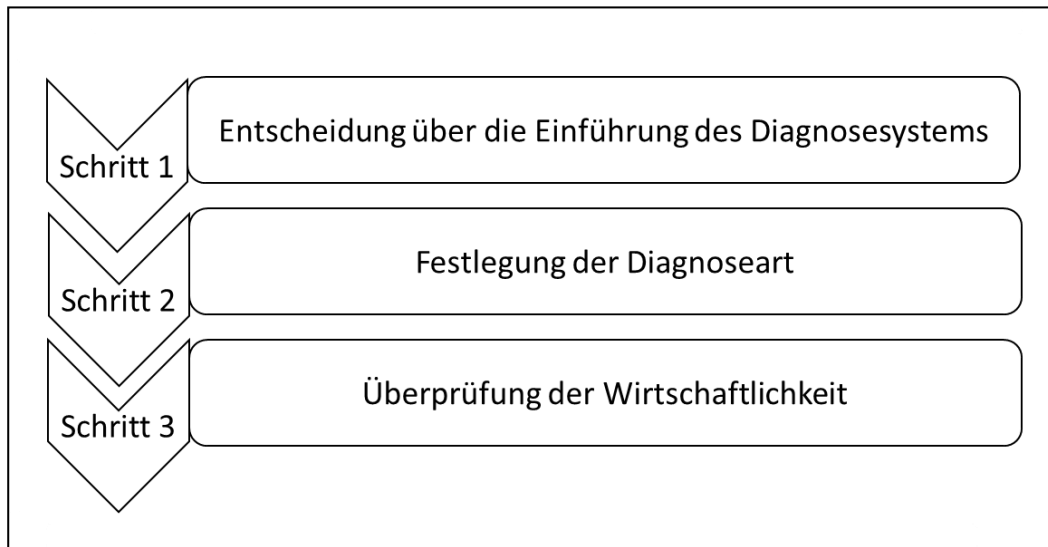 Schritt 1
Entscheidung über die Einführung des Diagnosesystems
Schritt 2
Festlegung der Diagnoseart
Schritt 3
Überprüfung der Wirtschaftlichkeit